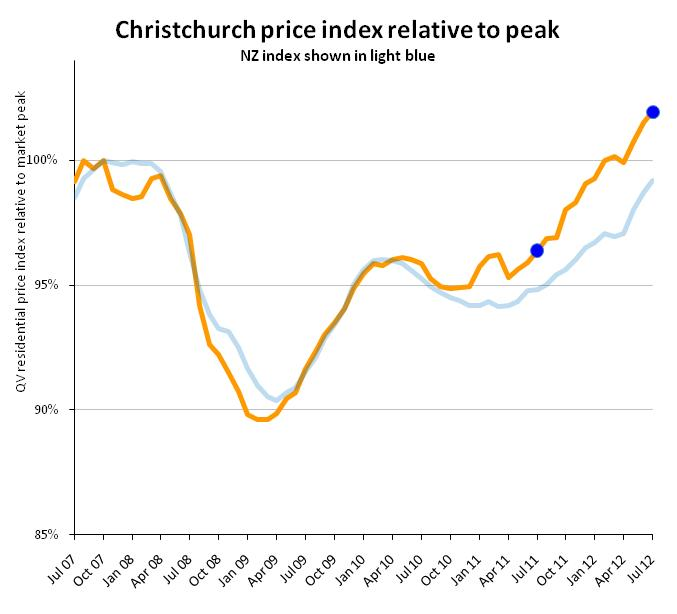 Christchurch price index relative to peak
NZ index shown in light blue
QV residential price index relative to market peak
100%
95%
90%
85%
Jul 07
Oct 07
Jan 08
Apr 08
Jul 08
Oct 08
Jan 09
Apr 09
Jul 09
Oct 09
Jan 10
Apr 10
Jul 10
Oct 10
Jan 11
Apr 11
Jul 11
Oct 11
Jan 12
Apr 12
Jul 12